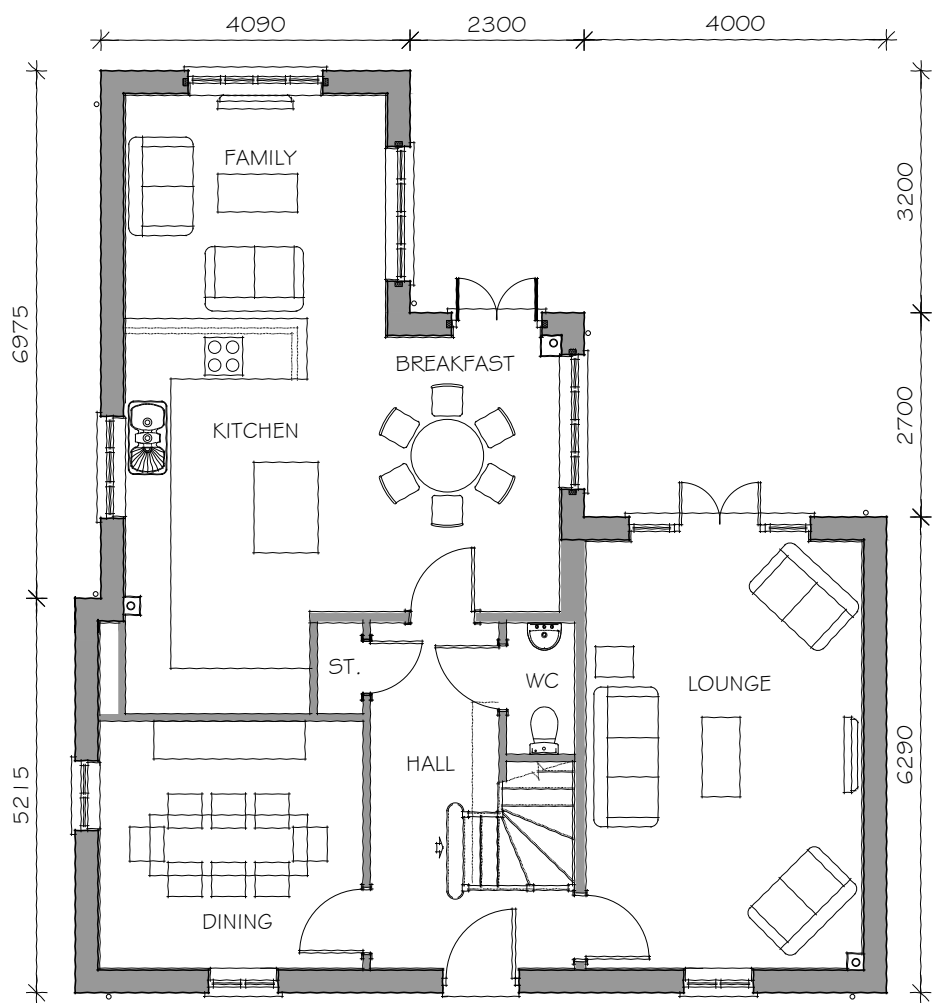 4090 2300 4000
FAMILY
3200
6975
BREAKFAST
2700
KITCHEN
ST.
WC
LOUNGE
HALL
6290
5215
DINING